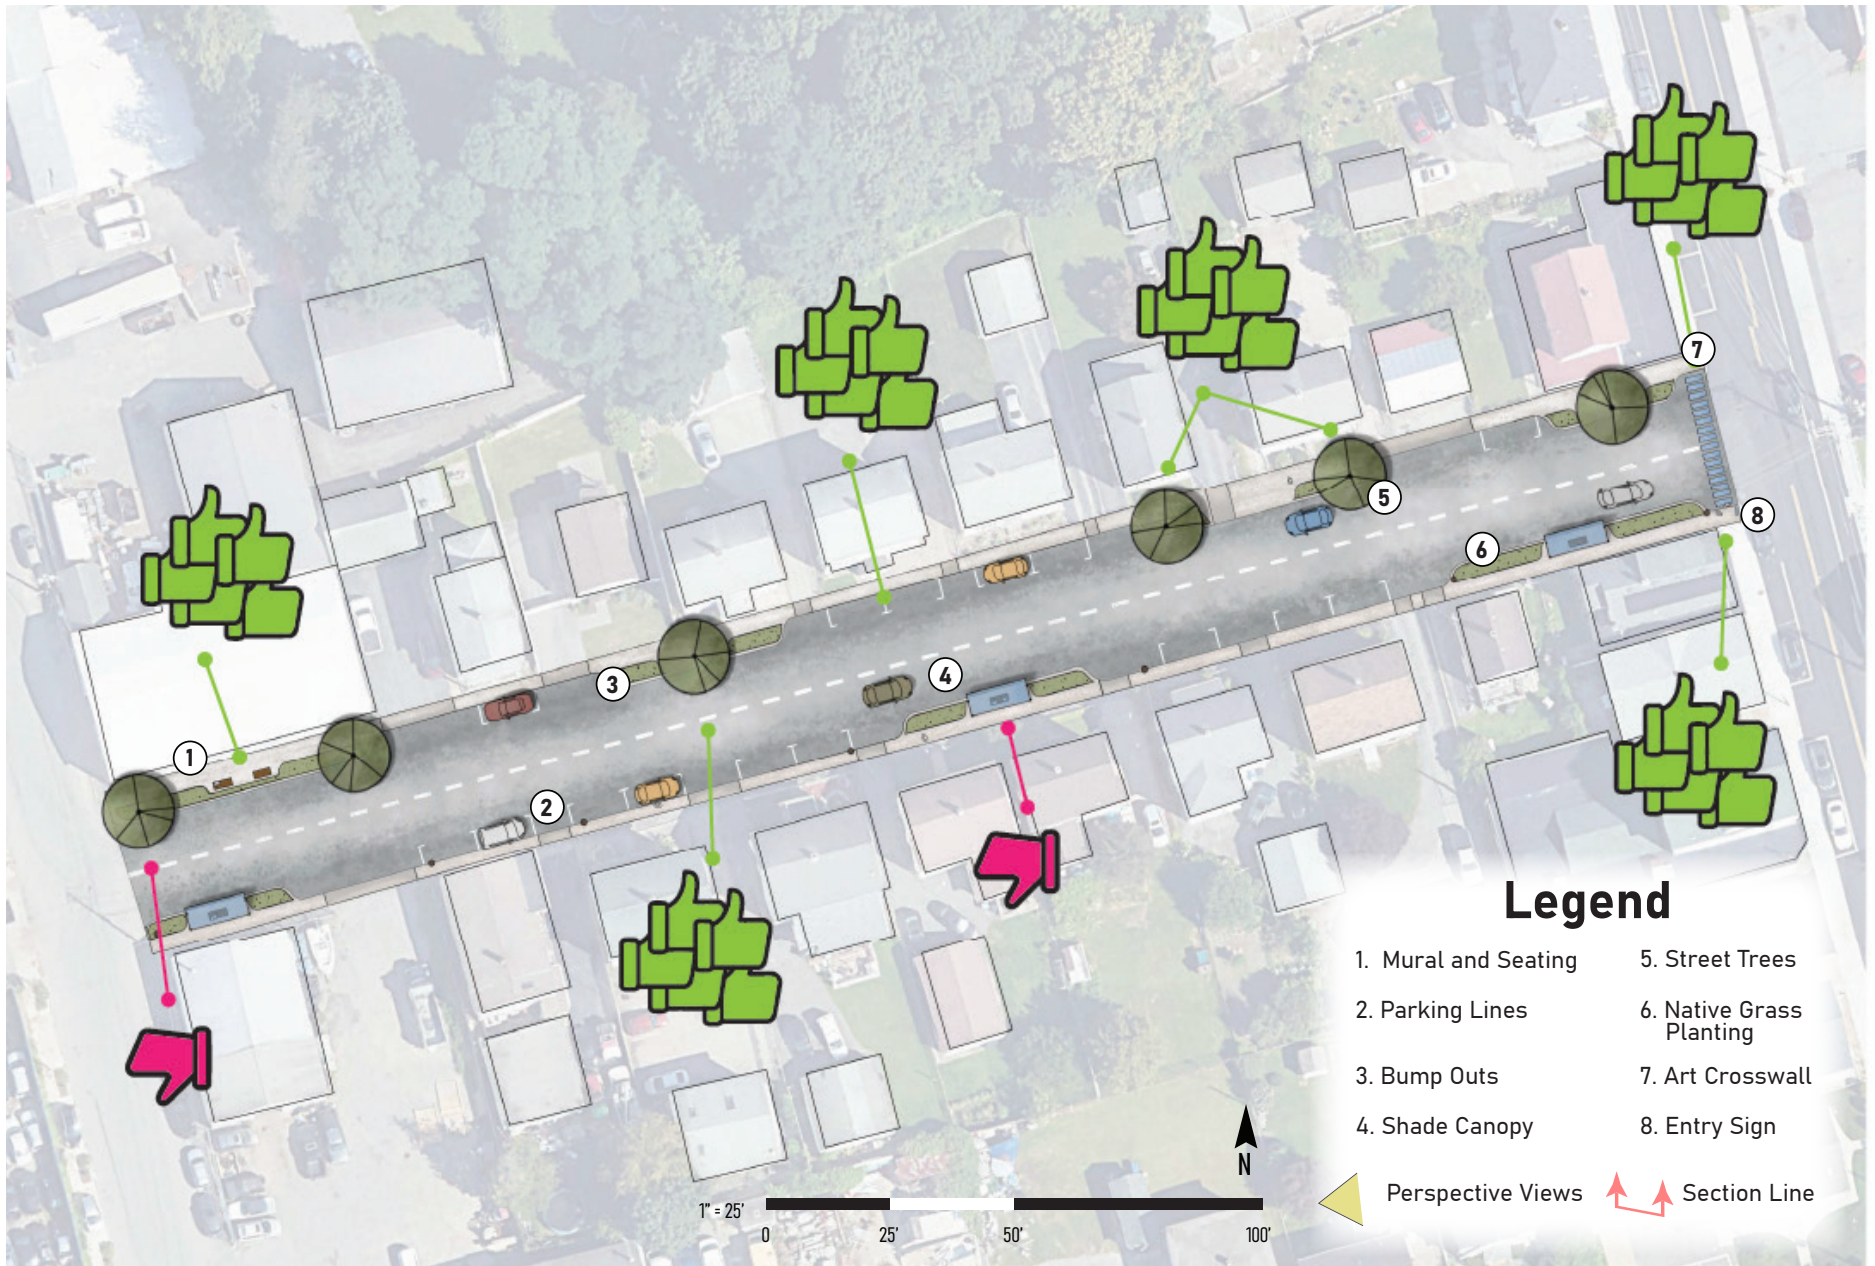 7
5
8
6
4
3
1
2
Legend
1. Mural and Seating
2. Parking Lines
3. Bump Outs
4. Shade Canopy
5. Street Trees
6. Native Grass
Planting
7. Art Crosswall
8. Entry Sign
Perspective Views
Section Line
N
1" = 25'
0 25' 50' 100'